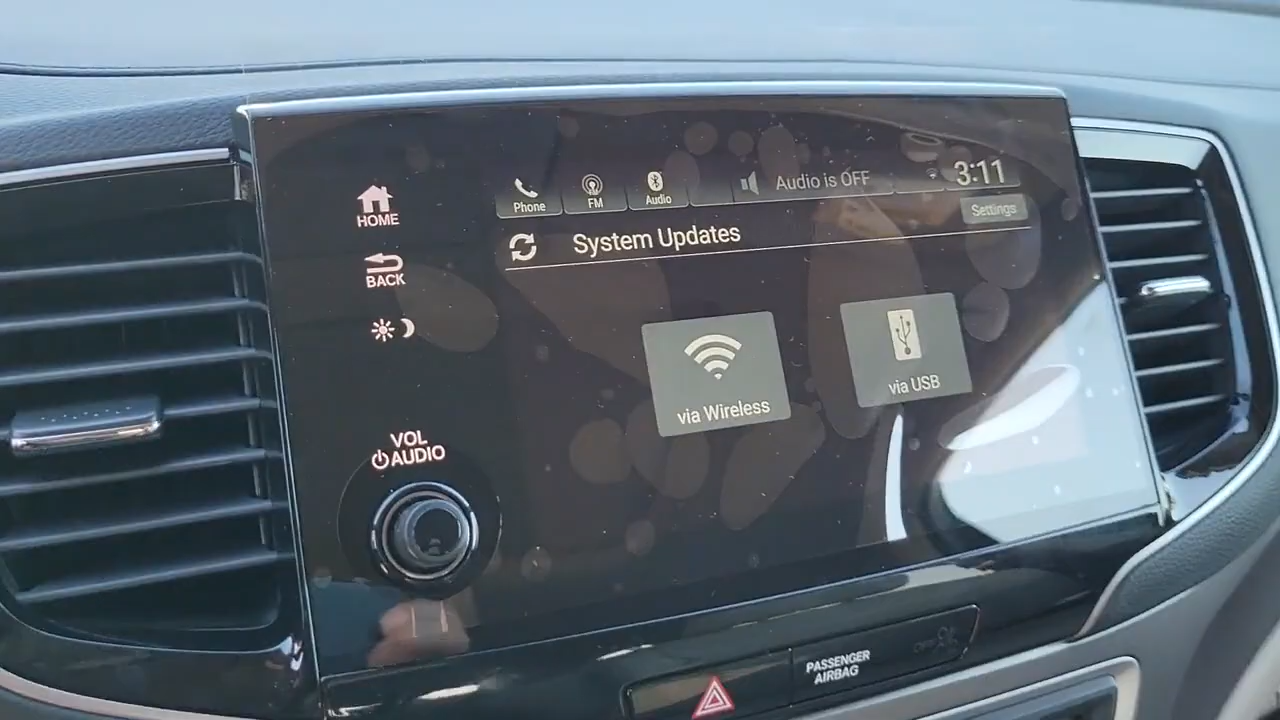 HOME
BACK
VOL
AUDIO
Phone
FM
Audio
Audio is OFF
3:11
System Updates
Settings
via Wireless
via USB
PASSENGER
AIRBAG